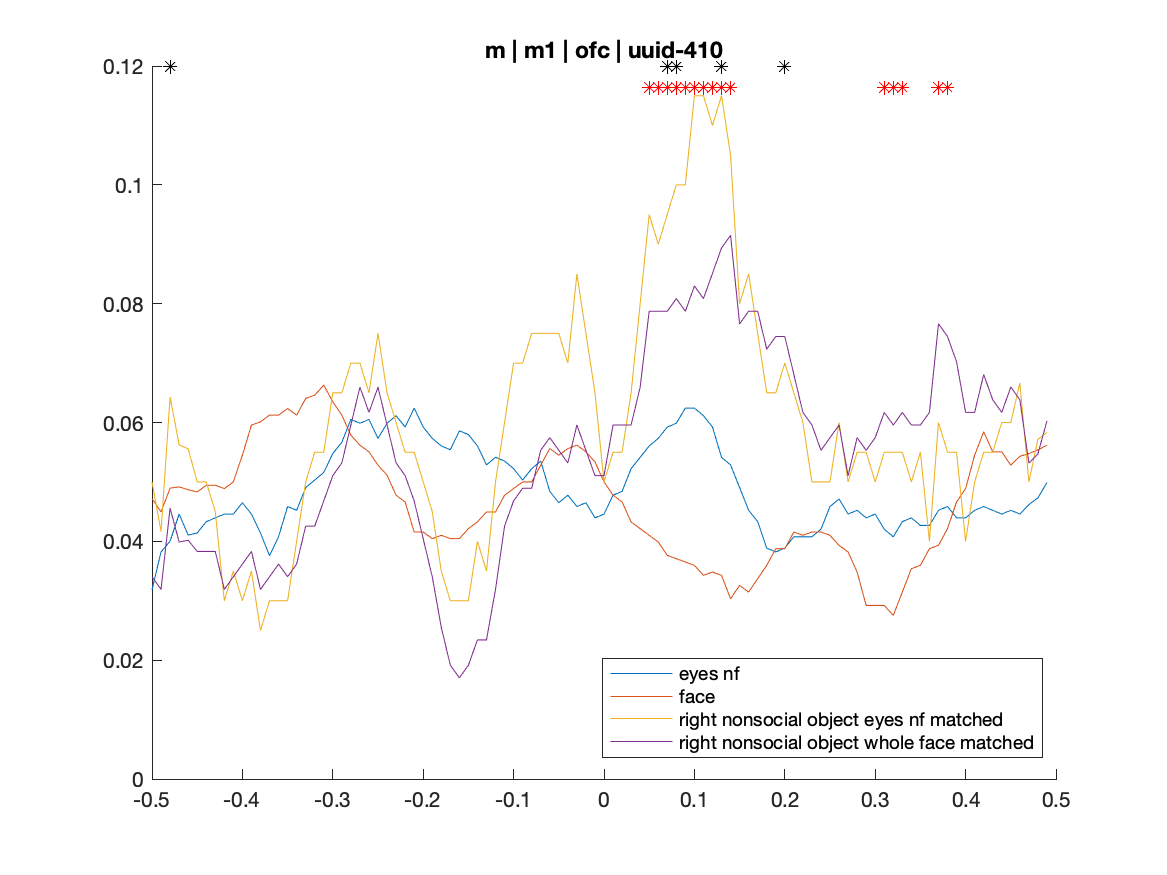 m | m1 | ofc | uuid-410
0.12
0.1
0.08
0.06
0.04
0.02
0
eyes nf
face
right nonsocial object eyes nf matched
right nonsocial object whole face matched
-0.5 -0.4 -0.3 -0.2 -0.1 0 0.1 0.2 0.3 0.4 0.5